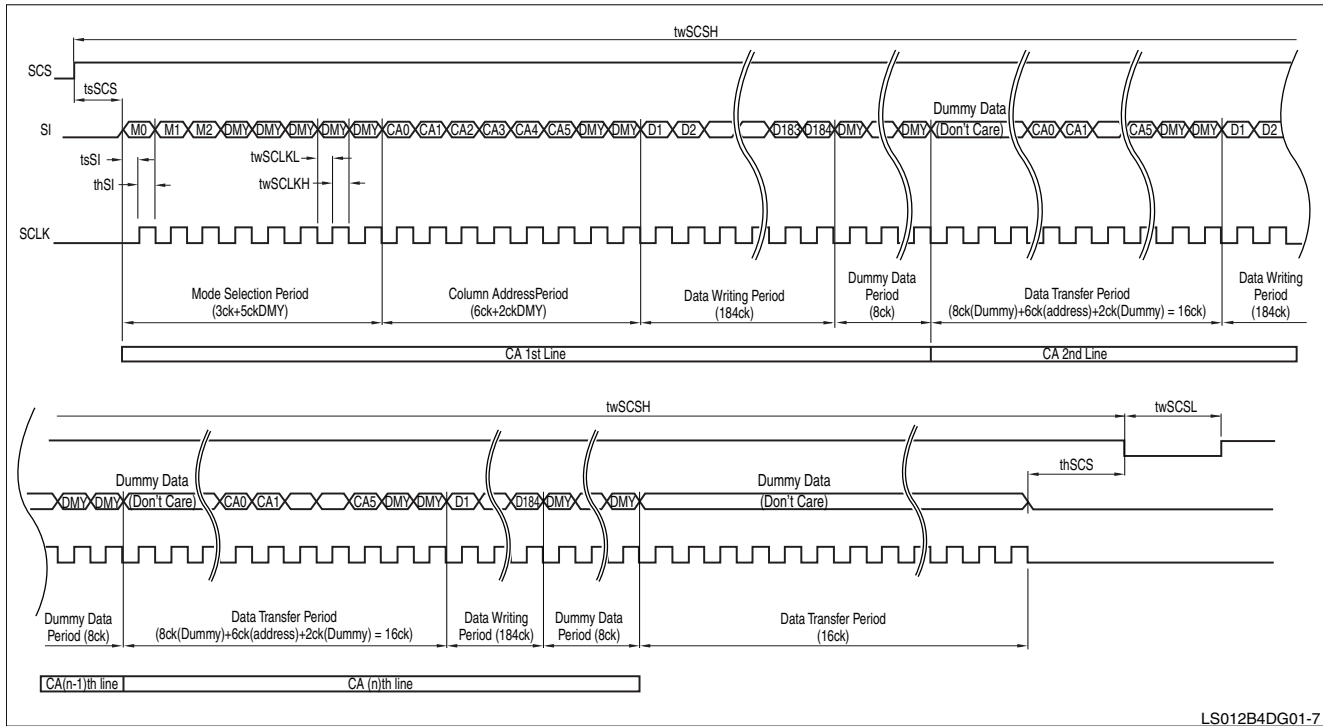 twSCSH
SCS
tsSCS
Dummy Data
SI M0 M1 M2 DMY DMY DMY DMY DMY CA0 CA1 CA2 CA3 CA4 CA5 DMY DMY D1 D2 D183 D184 DMY DMY (Don't Care) CA0 CA1 CA5 DMY DMY D1 D2
tsSI twSCLKL
thSI twSCLKH
SCLK
Mode Selection Period
(3ck+5ckDMY)
Column AddressPeriod
(6ck+2ckDMY)
Data Writing Period
(184ck)
Dummy Data
Period
(8ck)
Data Transfer Period
(8ck(Dummy)+6ck(address)+2ck(Dummy) = 16ck)
Data Writing
Period
(184ck)
CA 1st Line CA 2nd Line
twSCSH twSCSL
thSCS
Dummy Data Dummy Data
DMY DMY (Don't Care) CA0 CA1 CA5 DMY DMY D1 D184 DMY DMY (Don't Care)
Dummy Data
Period (8ck)
Data Transfer Period
(8ck(Dummy)+6ck(address)+2ck(Dummy) = 16ck)
Data Writing
Period (184ck)
Dummy Data
Period (8ck)
Data Transfer Period
(16ck)
CA(n-1)th line CA (n)th line
LS012B4DG01-7